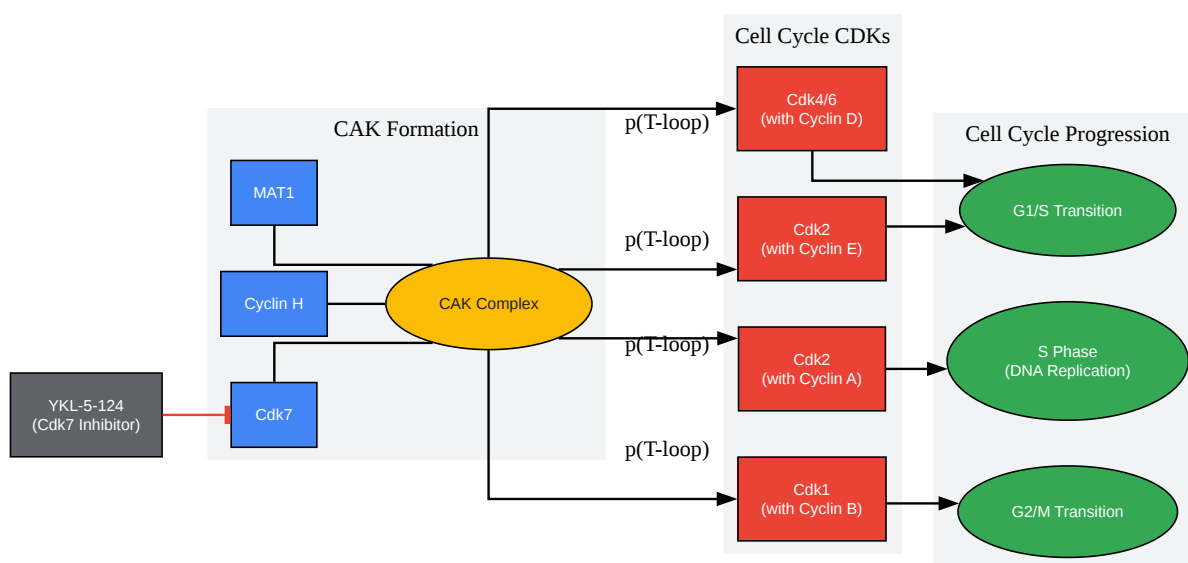 Cell Cycle CDKs
Cdk4/6
(with Cyclin D)
p(T-loop)
CAK Formation
Cell Cycle Progression
MAT1
G1/S Transition
Cdk2
(with Cyclin E)
p(T-loop)
Cyclin H
CAK Complex
p(T-loop)
Cdk2
(with Cyclin A)
S Phase
(DNA Replication)
YKL-5-124
(Cdk7 Inhibitor)
Cdk7
p(T-loop)
Cdk1
(with Cyclin B)
G2/M Transition